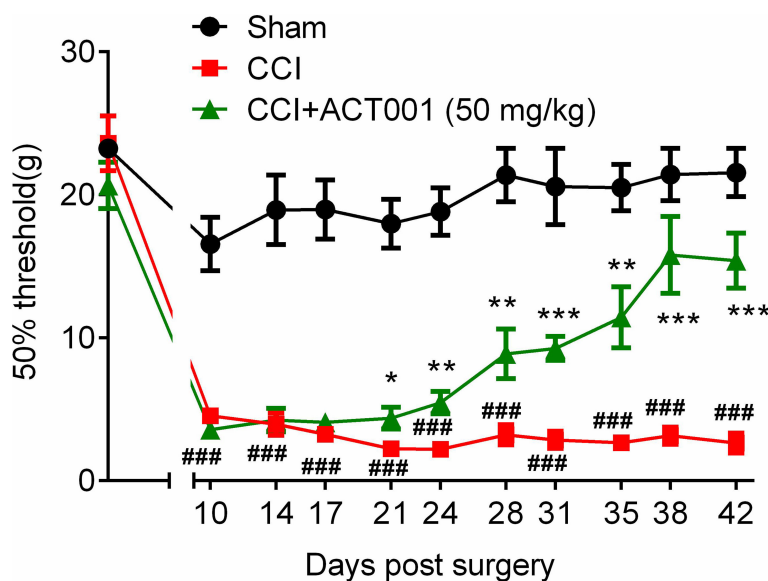 Sham
CCI
CCI+ACT001 (50 mg/kg)
50% threshold(g)
30
20
10
0
** ***
** *** ***
* **
### ### ###
### ###
### ### ### ### ###
10 14 17 21 24 28 31 35 38 42
Days post surgery